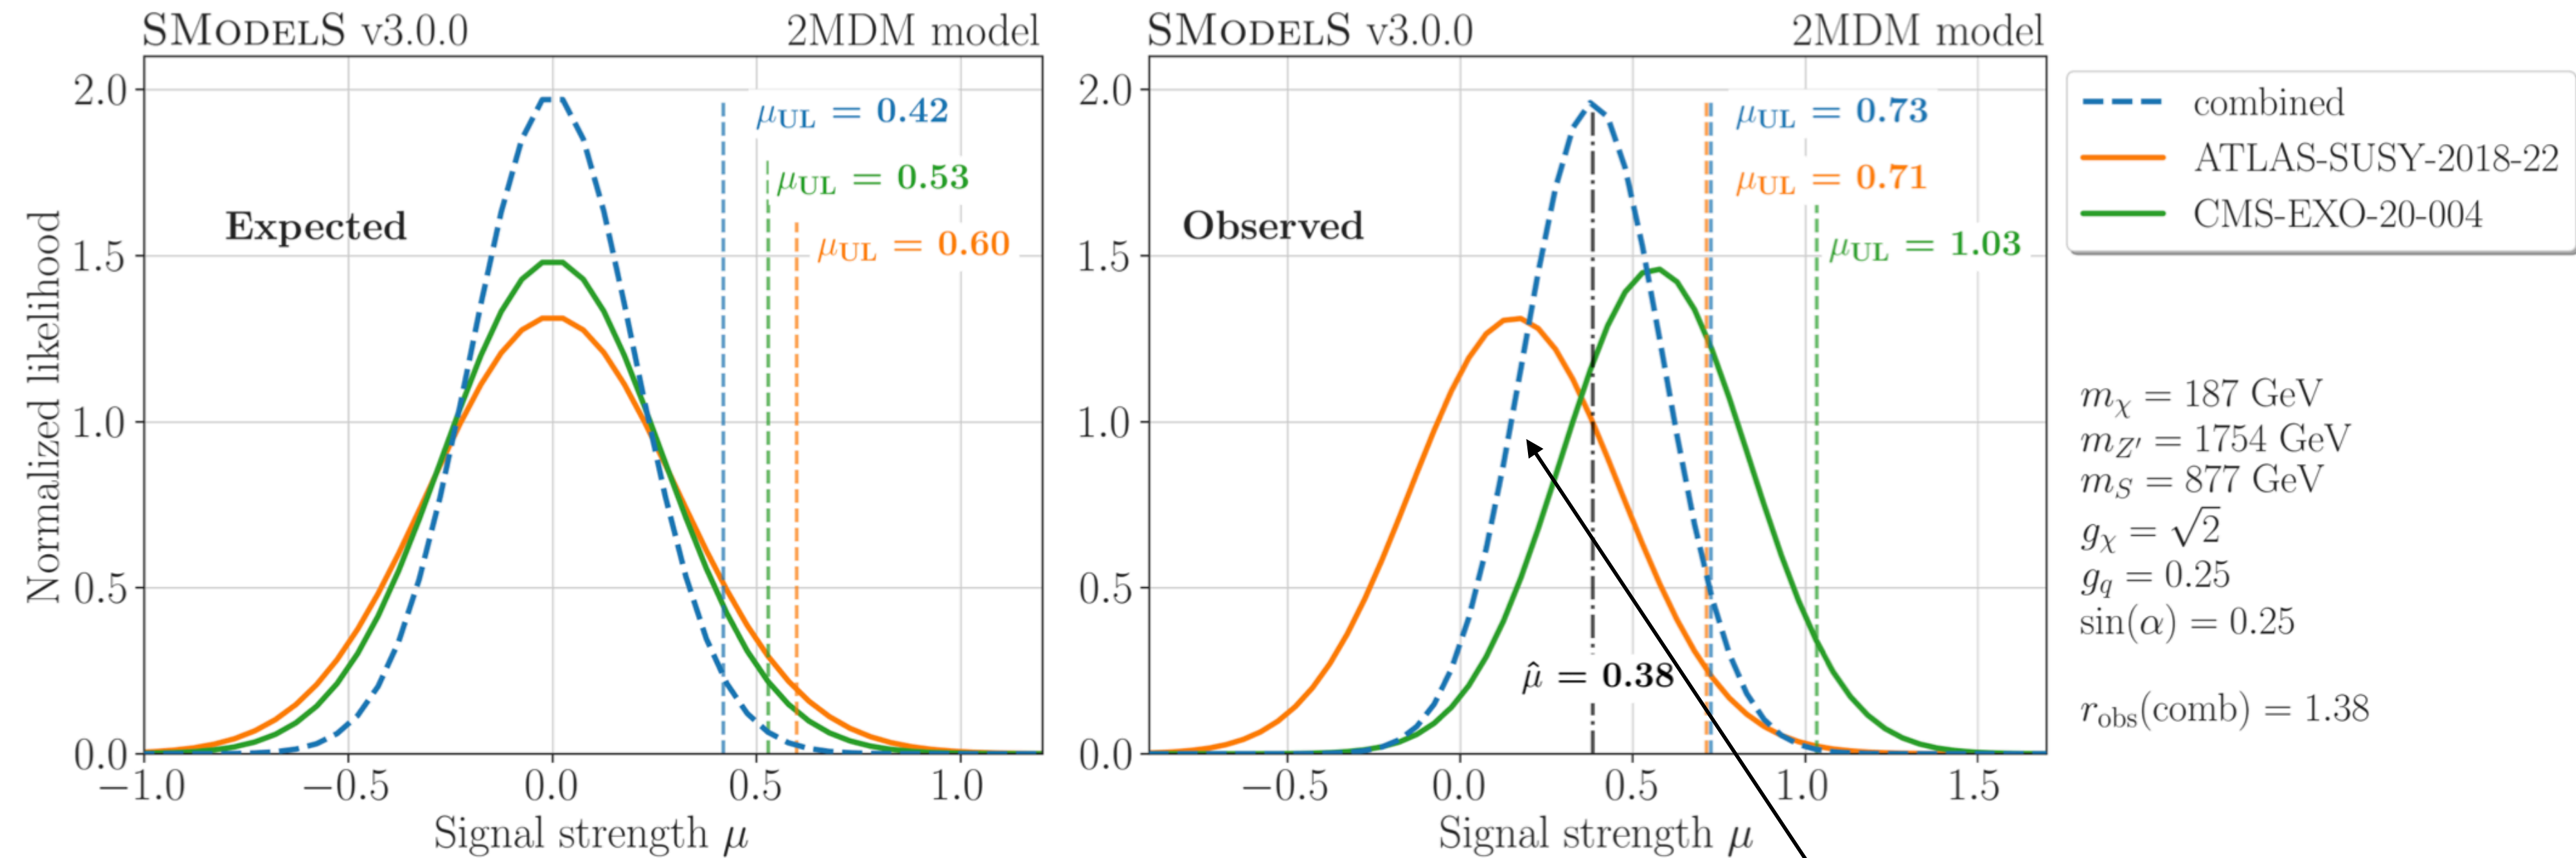 SMODELS v3.0.0
2MDM model
2.0
1.5
1.0
0.5
0.0
−1.0
−0.5
0.0
0.5
1.0
Normalized likelihood
Signal strength μ
Expected
μUL = 0.42
μUL = 0.53
μUL = 0.60
SMODELS v3.0.0
2MDM model
2.0
1.5
1.0
0.5
0.0
−0.5
0.0
0.5
1.0
1.5
Signal strength μ
Observed
μUL = 0.73
μUL = 0.71
μUL = 1.03
μ̂ = 0.38
combined
ATLAS-SUSY-2018-22
CMS-EXO-20-004
mχ = 187 GeV
mZ′ = 1754 GeV
mS = 877 GeV
gχ = √2
gq = 0.25
sin(α) = 0.25
robs(comb) = 1.38